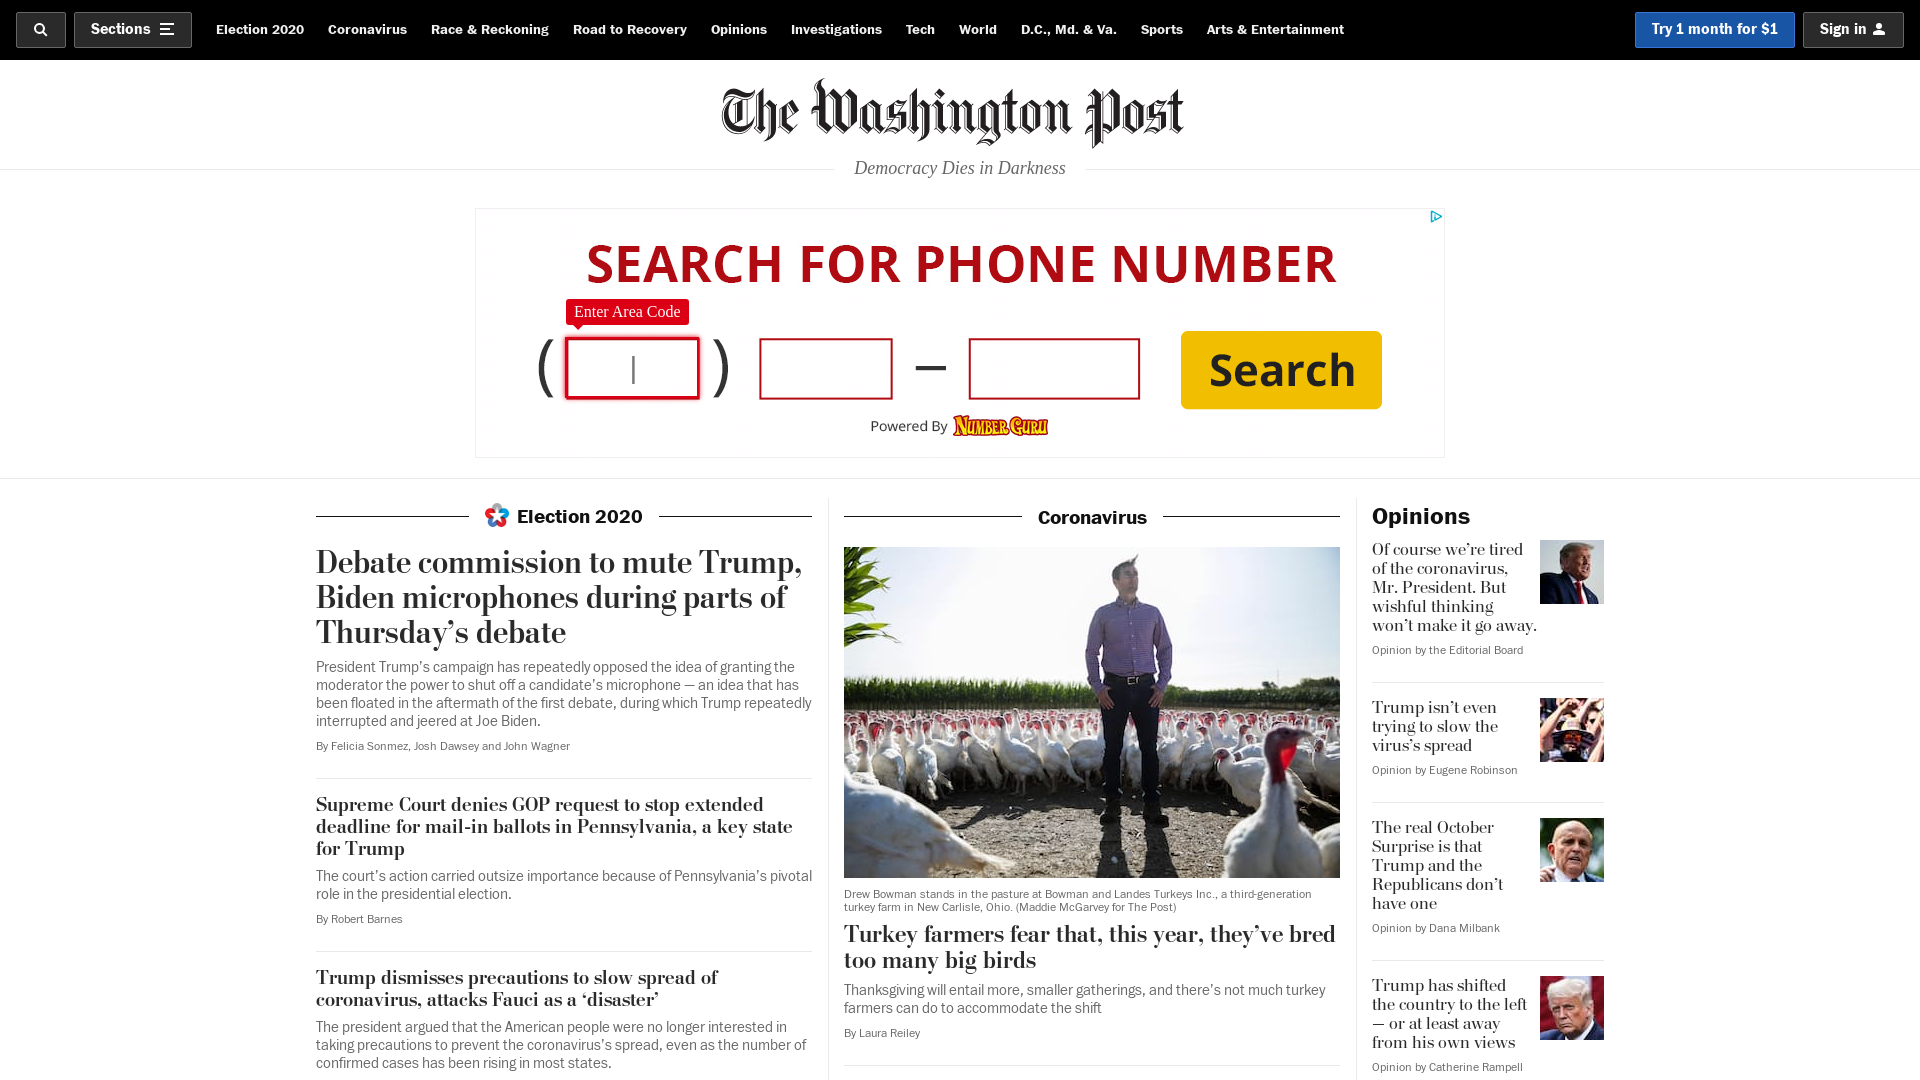 Sections
Election 2020
Coronavirus
Race & Reckoning
Road to Recovery
Opinions
Investigations
Tech
World
D.C., Md. & Va.
Sports
Arts & Entertainment
Try 1 month for $1
Sign in
The Washington Post
Democracy Dies in Darkness
SEARCH FOR PHONE NUMBER
Enter Area Code
( | ) –
Search
Powered By NUMBER GURU
Election 2020
Debate commission to mute Trump,
Biden microphones during parts of
Thursday’s debate
President Trump’s campaign has repeatedly opposed the idea of granting the
moderator the power to shut off a candidate’s microphone — an idea that has
been floated in the aftermath of the first debate, during which Trump repeatedly
interrupted and jeered at Joe Biden.
By Felicia Sonmez, Josh Dawsey and John Wagner
Supreme Court denies GOP request to stop extended
deadline for mail-in ballots in Pennsylvania, a key state
for Trump
The court’s action carried outsize importance because of Pennsylvania’s pivotal
role in the presidential election.
By Robert Barnes
Trump dismisses precautions to slow spread of
coronavirus, attacks Fauci as a ‘disaster’
The president argued that the American people were no longer interested in
taking precautions to prevent the coronavirus’s spread, even as the number of
confirmed cases has been rising in most states.
Coronavirus
Drew Bowman stands in the pasture at Bowman and Landes Turkeys Inc., a third-generation
turkey farm in New Carlisle, Ohio. (Maddie McGarvey for The Post)
Turkey farmers fear that, this year, they’ve bred
too many big birds
Thanksgiving will entail more, smaller gatherings, and there’s not much turkey
farmers can do to accommodate the shift
By Laura Reiley
Opinions
Of course we’re tired
of the coronavirus,
Mr. President. But
wishful thinking
won’t make it go away.
Opinion by the Editorial Board
Trump isn’t even
trying to slow the
virus’s spread
Opinion by Eugene Robinson
The real October
Surprise is that
Trump and the
Republicans don’t
have one
Opinion by Dana Milbank
Trump has shifted
the country to the left
— or at least away
from his own views
Opinion by Catherine Rampell